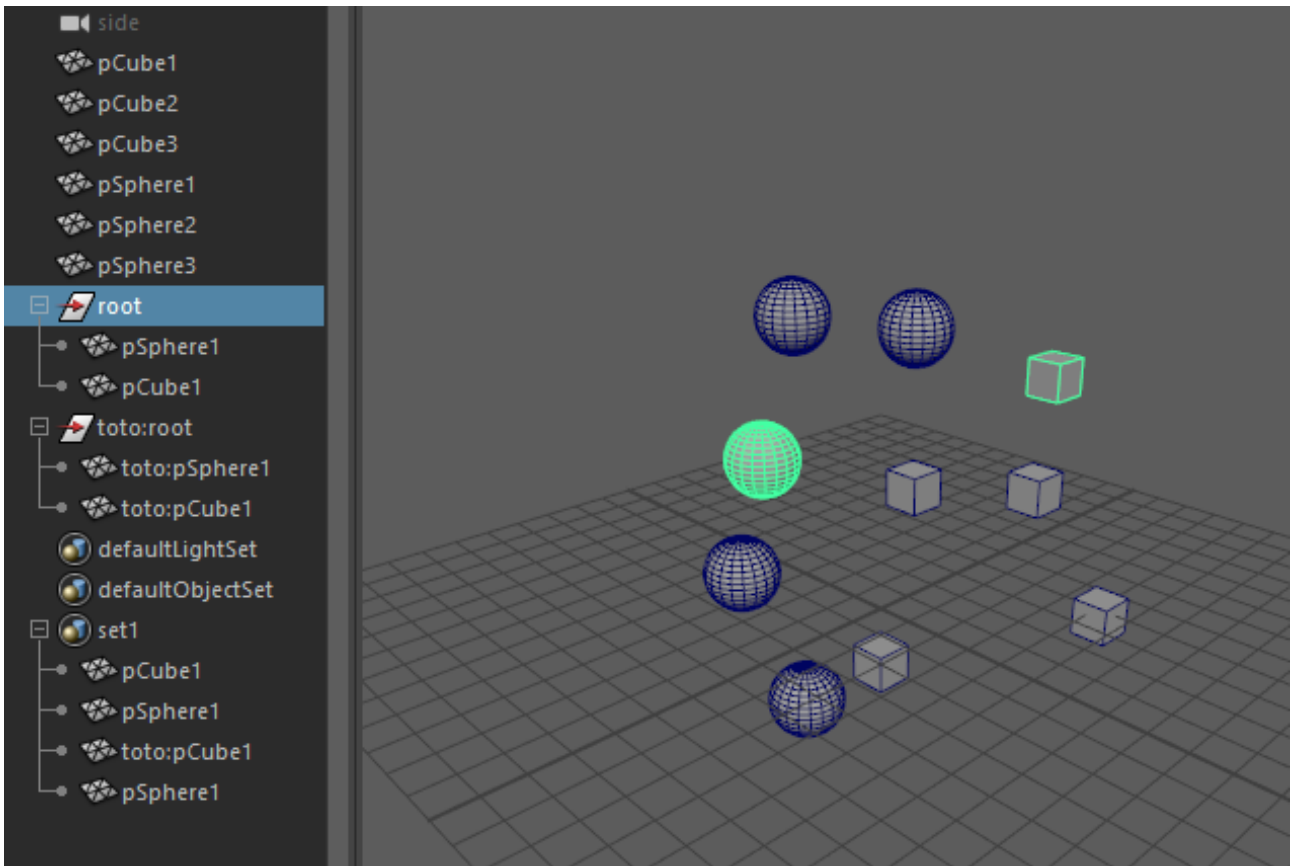 side
pCube1
pCube2
pCube3
pSphere1
pSphere2
pSphere3
root
pSphere1
pCube1
toto:root
toto:pSphere1
toto:pCube1
defaultLightSet
defaultObjectSet
set1
pCube1
pSphere1
toto:pCube1
pSphere1